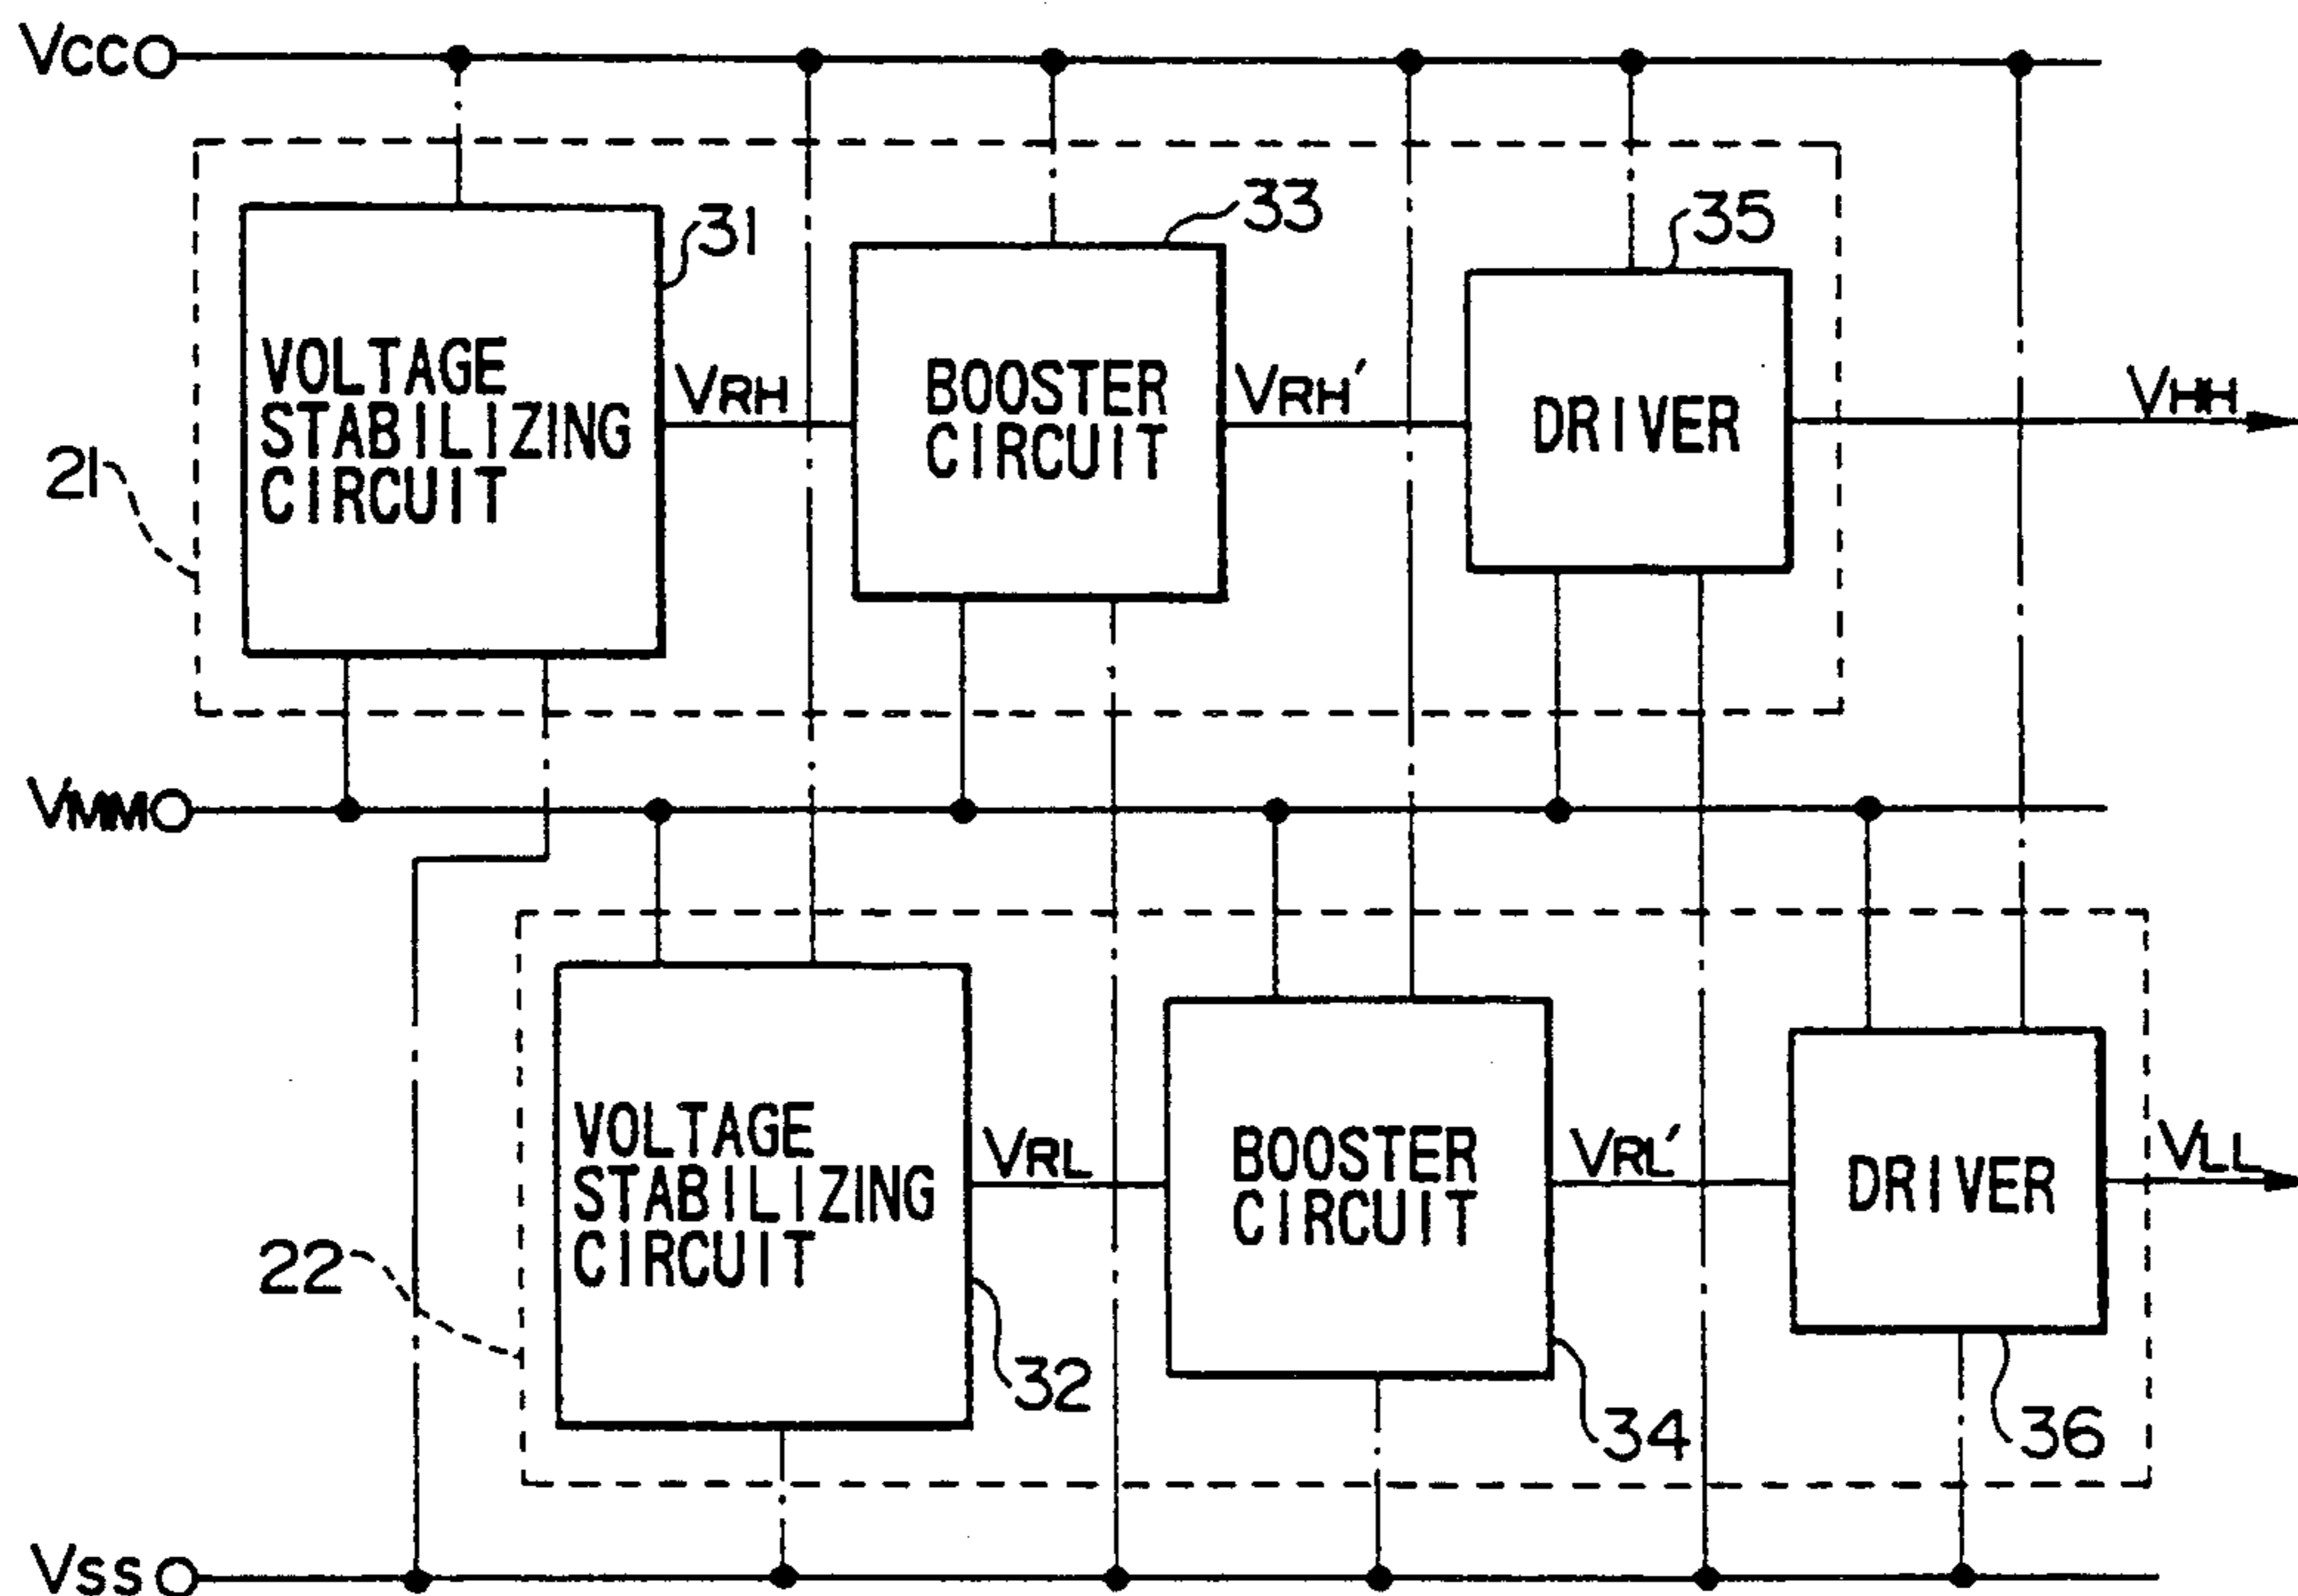 VCC
31
33
35
VOLTAGE
STABILIZING
CIRCUIT
VRH
BOOSTER
CIRCUIT
VRH′
DRIVER
VHH
21
VMM
VOLTAGE
STABILIZING
CIRCUIT
VRL
BOOSTER
CIRCUIT
VRL′
DRIVER
VLL
22
32
34
36
VSS